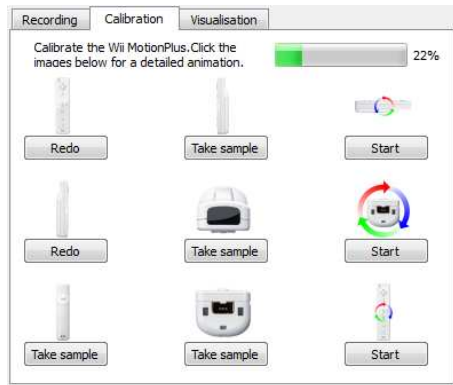 Recording Calibration Visualisation
Calibrate the Wii MotionPlus.Click the
images below for a detailed animation.
22%
Redo Take sample Start
Redo Take sample Start
Take sample Take sample Start